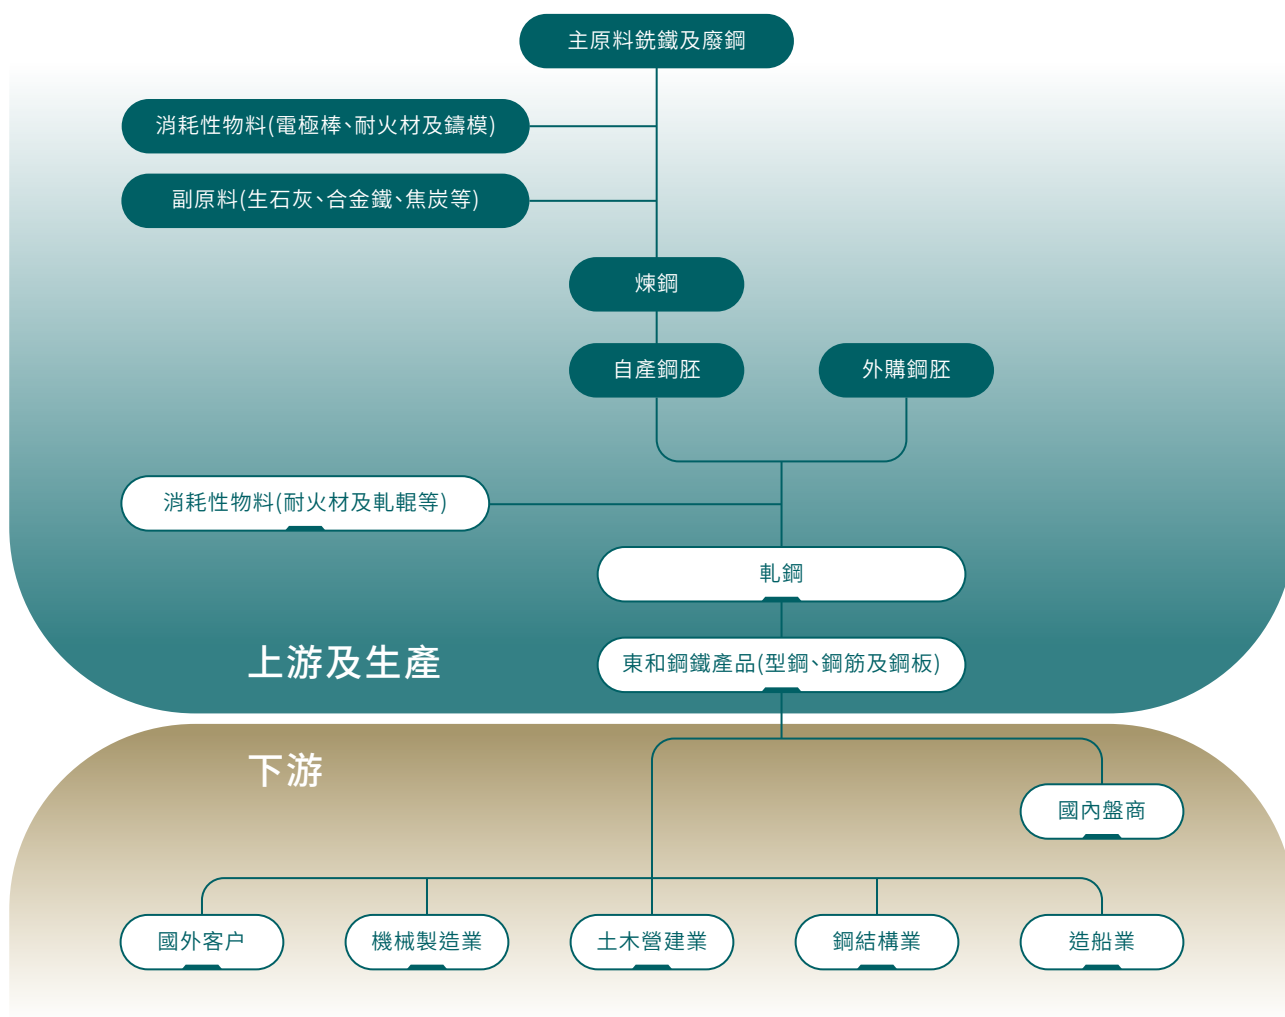 主原料銑鐵及廢鋼
消耗性物料(電極棒、耐火材及鑄模)
副原料(生石灰、合金鐵、焦炭等)
煉鋼
自產鋼胚
外購鋼胚
消耗性物料(耐火材及軋輥等)
軋鋼
上游及生產
東和鋼鐵產品(型鋼、鋼筋及鋼板)
下游
國內盤商
國外客户
機械製造業
土木營建業
鋼結構業
造船業